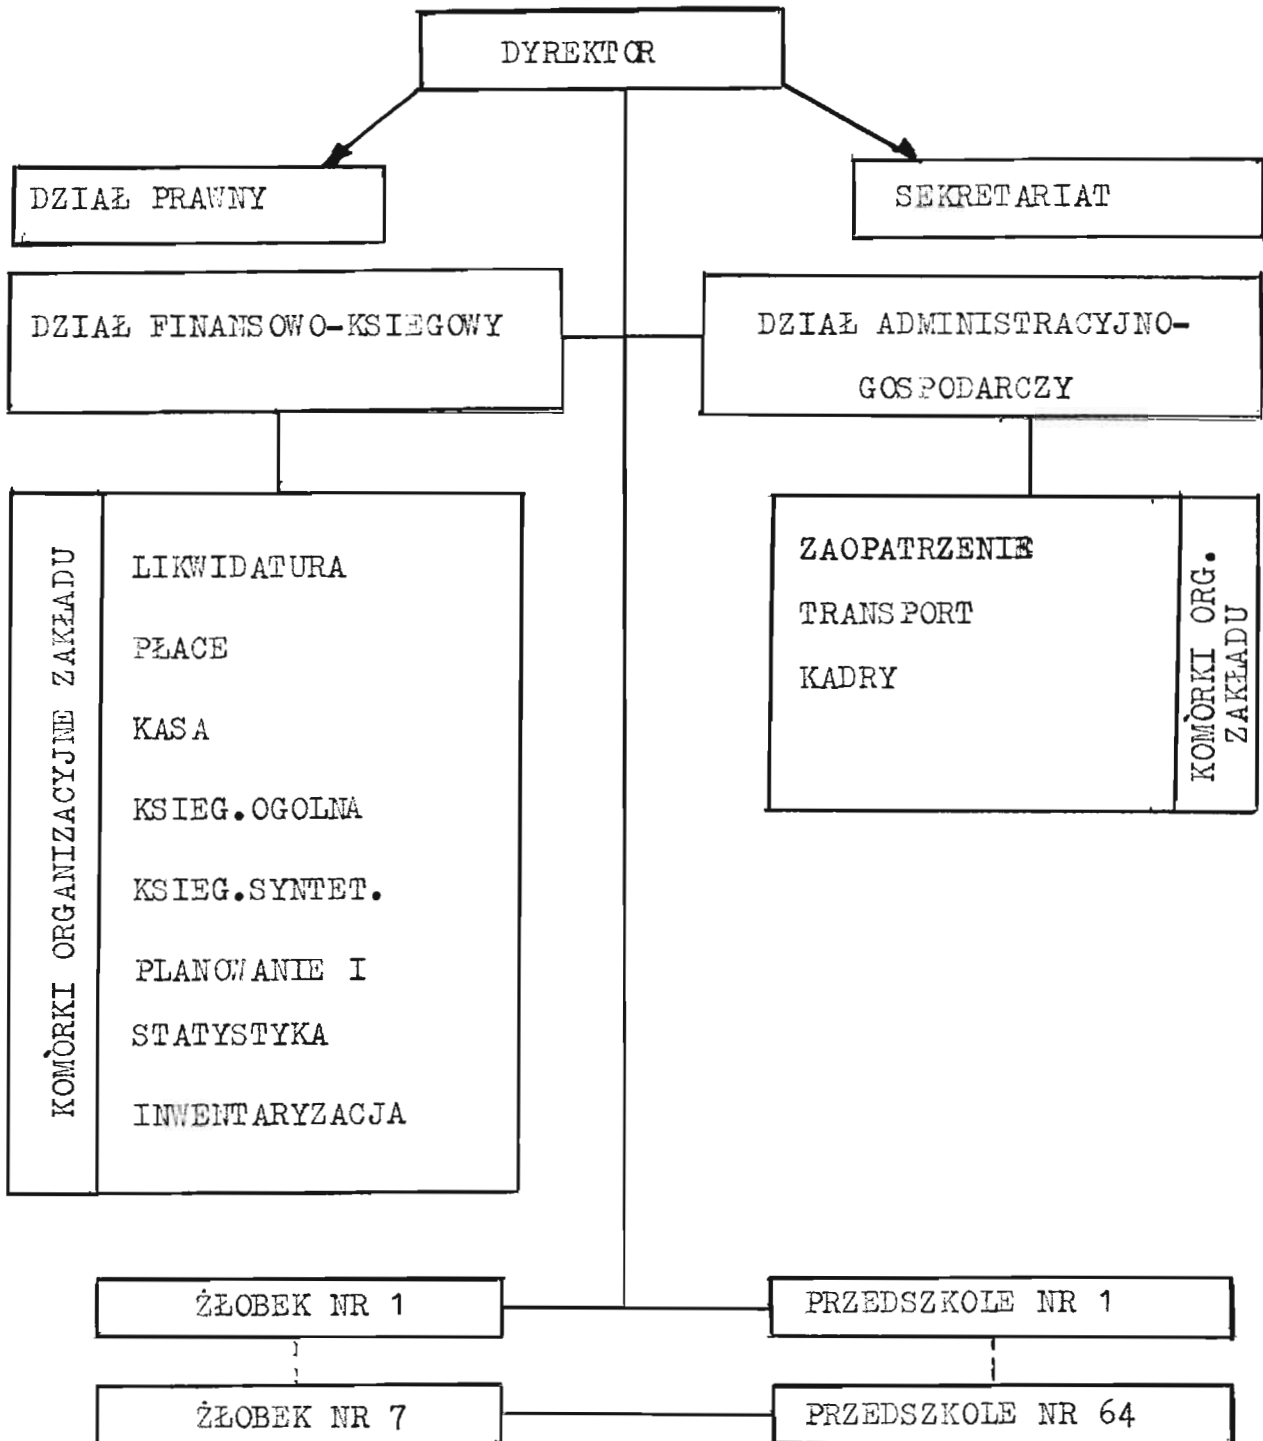 DYREKTOR
DZIAŁ PRAWNY
SEKRETARIAT
DZIAŁ FINANSOWO-KSIEGOWY
DZIAŁ ADMINISTRACYJNO-
GOSPODARCZY
KOMÒRKI ORGANIZACYJNE ZAKŁADU
LIKWIDATURA
PŁACE
KASA
KSIEG.OGOLNA
KSIEG.SYNTET.
PLANOWANIE I
STATYSTYKA
INWENTARYZACJA
ZAOPATRZENIE
TRANSPORT
KADRY
KOMÒRKI ORG.
ZAKŁADU
ŻŁOBEK NR 1
PRZEDSZKOLE NR 1
ŻŁOBEK NR 7
PRZEDSZKOLE NR 64